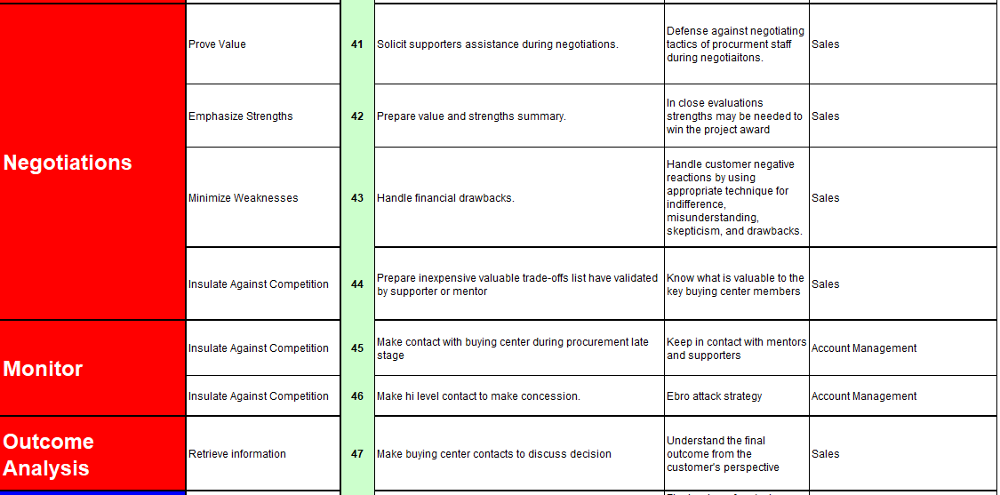 Negotiations
Prove Value
41
Solicit supporters assistance during negotiations.
Defense against negotiating
tactics of procurment staff
during negotiaitons.
Sales
Emphasize Strengths
42
Prepare value and strengths summary.
In close evaluations
strengths may be needed to
win the project award
Sales
Minimize Weaknesses
43
Handle financial drawbacks.
Handle customer negative
reactions by using
appropriate technique for
indifference,
misunderstanding,
skepticism, and drawbacks.
Sales
Insulate Against Competition
44
Prepare inexpensive valuable trade-offs list have validated
by supporter or mentor
Know what is valuable to the
key buying center members
Sales
Monitor
Insulate Against Competition
45
Make contact with buying center during procurement late
stage
Keep in contact with mentors
and supporters
Account Management
Insulate Against Competition
46
Make hi level contact to make concession.
Ebro attack strategy
Account Management
Outcome
Analysis
Retrieve information
47
Make buying center contacts to discuss decision
Understand the final
outcome from the
customer's perspective
Sales